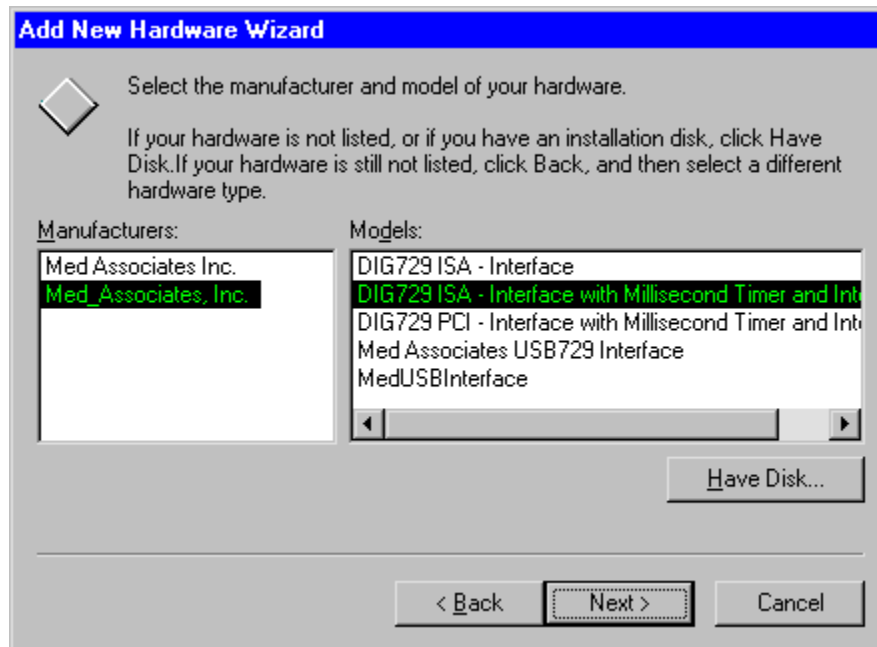 Add New Hardware Wizard
Select the manufacturer and model of your hardware.
If your hardware is not listed, or if you have an installation disk, click Have
Disk.If your hardware is still not listed, click Back, and then select a different
hardware type.
Manufacturers:
Med Associates Inc.
Med_Associates, Inc.
Models:
DIG729 ISA - Interface
DIG729 ISA - Interface with Millisecond Timer and
DIG729 PCI - Interface with Millisecond Timer and
Med Associates USB729 Interface
MedUSBInterface
Have Disk...
< Back
Next >
Cancel